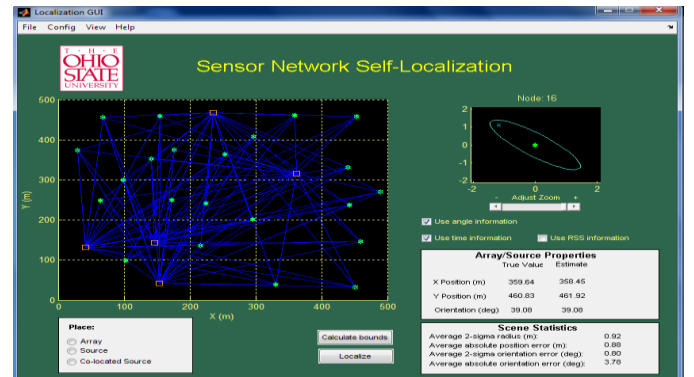 Localization GUI
File Config View Help
T · H · E
OHIO
STATE
UNIVERSITY
Sensor Network Self-Localization
500
400
300
200
100
0
0 100 200 300 400 500
Y (m)
X (m)
Node: 16
2
1
0
-1
-2
-2 0 2
- Adjust Zoom +
Use angle information
Use time information Use RSS information
Array/Source Properties
True Value Estimate
X Position (m) 359.64 358.45
Y Position (m) 460.83 461.92
Orientation (deg) 39.08 39.08
Place:
Array
Source
Co-located Source
Calculate bounds
Localize
Scene Statistics
Average 2-sigma radius (m): 0.92
Average absolute position error (m): 0.88
Average 2-sigma orientation error (deg): 0.80
Average absolute orientation error (deg): 3.78